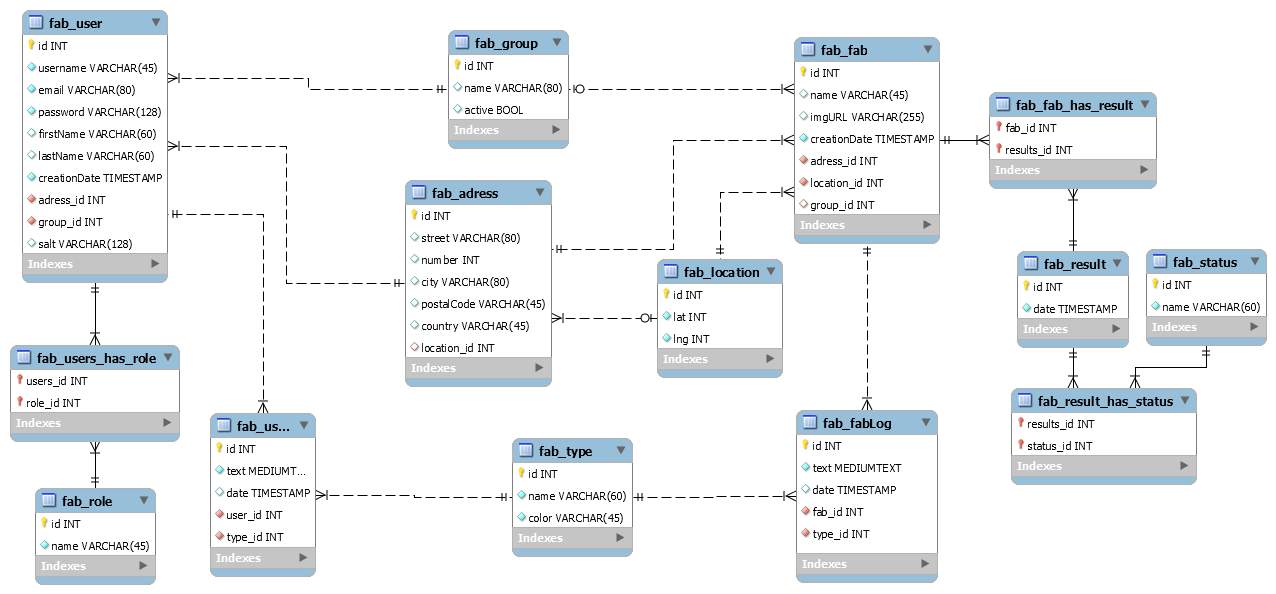 fab_user
id INT
username VARCHAR(45)
email VARCHAR(80)
password VARCHAR(128)
firstName VARCHAR(60)
lastName VARCHAR(60)
creationDate TIMESTAMP
adress_id INT
group_id INT
salt VARCHAR(128)
Indexes
fab_group
id INT
name VARCHAR(80)
active BOOL
Indexes
fab_fab
id INT
name VARCHAR(45)
imgURL VARCHAR(255)
creationDate TIMESTAMP
adress_id INT
location_id INT
group_id INT
Indexes
fab_fab_has_result
fab_id INT
results_id INT
Indexes
fab_adress
id INT
street VARCHAR(80)
number INT
city VARCHAR(80)
postalCode VARCHAR(45)
country VARCHAR(45)
location_id INT
Indexes
fab_location
id INT
lat INT
lng INT
Indexes
fab_result
id INT
date TIMESTAMP
Indexes
fab_status
id INT
name VARCHAR(60)
Indexes
fab_users_has_role
users_id INT
role_id INT
Indexes
fab_role
id INT
name VARCHAR(45)
Indexes
fab_us...
id INT
text MEDIUMT...
date TIMESTAMP
user_id INT
type_id INT
Indexes
fab_type
id INT
name VARCHAR(60)
color VARCHAR(45)
Indexes
fab_fabLog
id INT
text MEDIUMTEXT
date TIMESTAMP
fab_id INT
type_id INT
Indexes
fab_result_has_status
results_id INT
status_id INT
Indexes